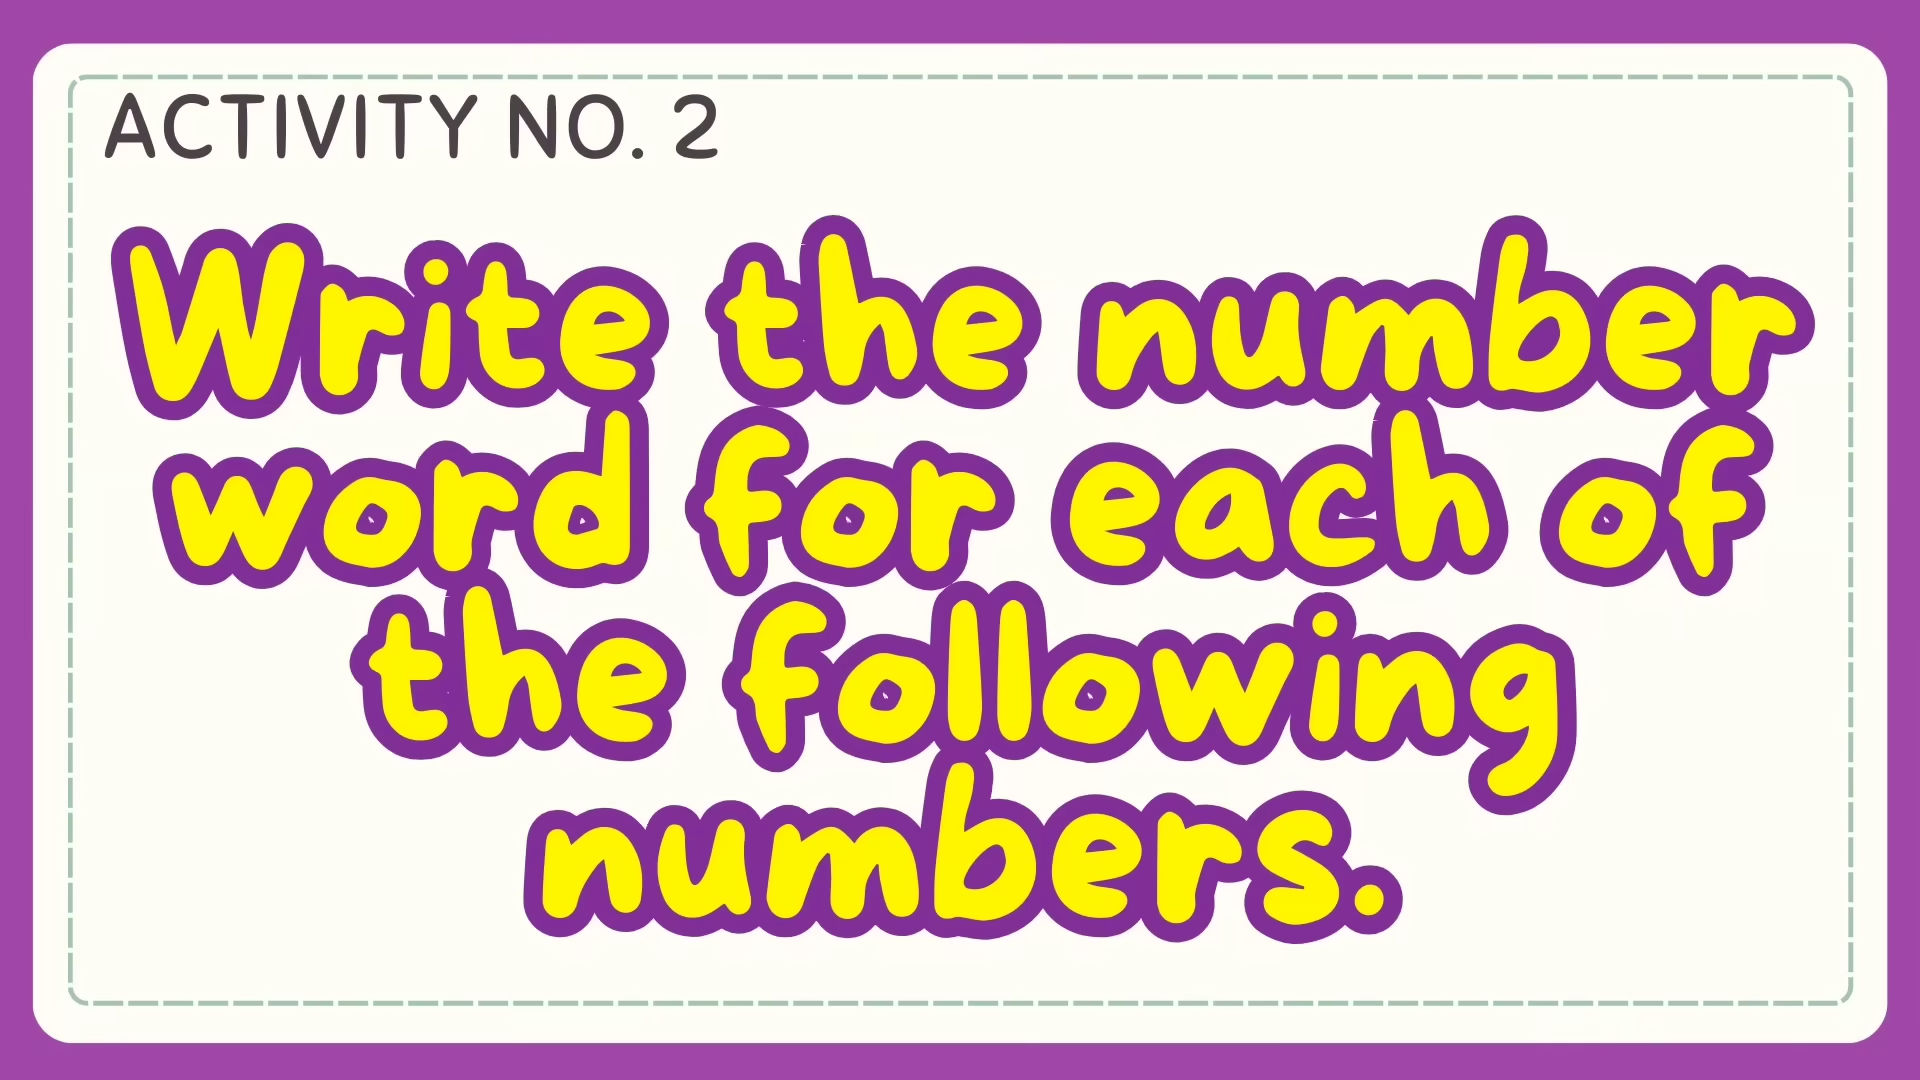 ACTIVITY NO. 2
Write the number
word for each of
the following
numbers.